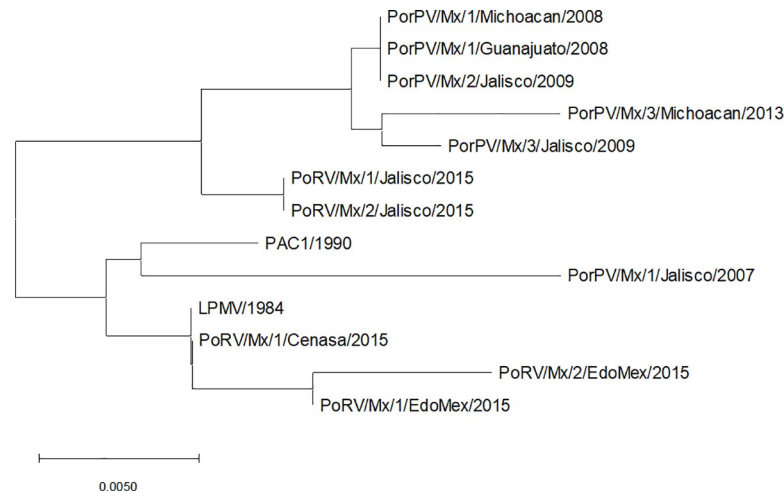 PorPV/Mx/1/Michoacan/2008
PorPV/Mx/1/Guanajuato/2008
PorPV/Mx/2/Jalisco/2009
PorPV/Mx/3/Michoacan/2013
PorPV/Mx/3/Jalisco/2009
PoRV/Mx/1/Jalisco/2015
PoRV/Mx/2/Jalisco/2015
PAC1/1990
PorPV/Mx/1/Jalisco/2007
LPMV/1984
PoRV/Mx/1/Cenasa/2015
PoRV/Mx/2/EdoMex/2015
PoRV/Mx/1/EdoMex/2015
0.0050